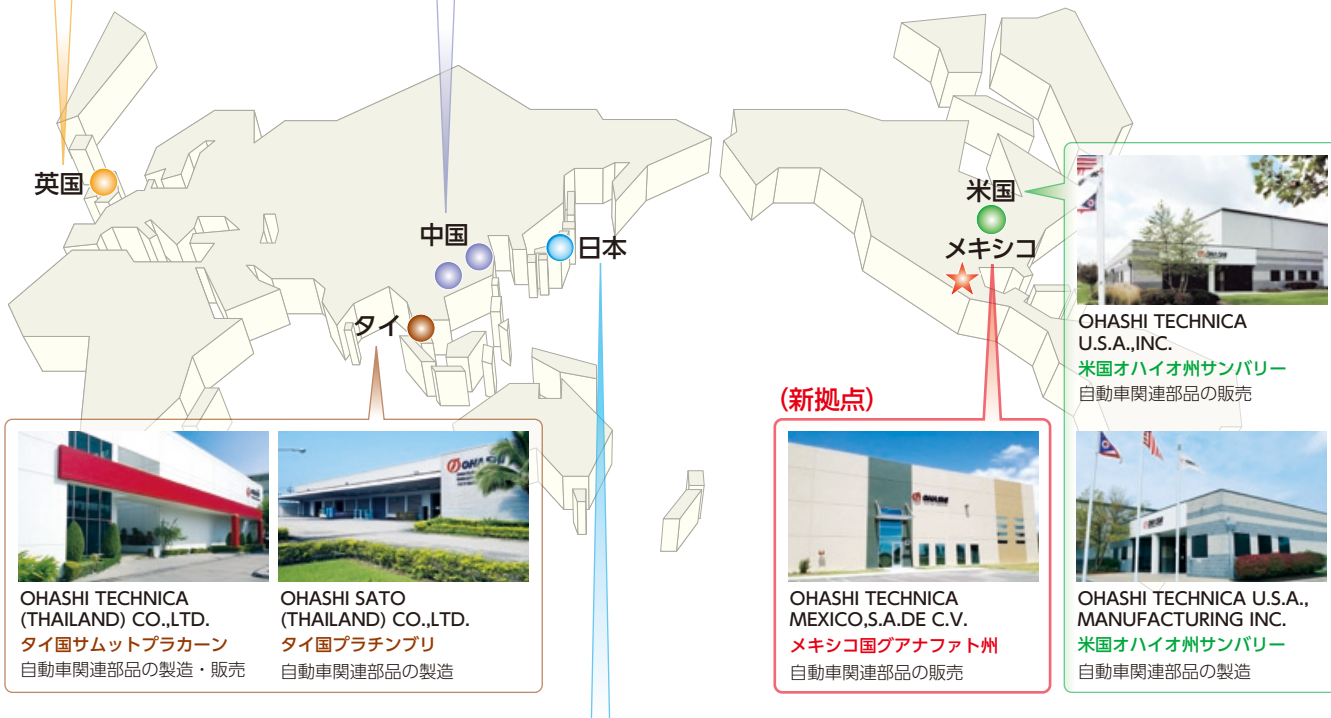 英国
中国
日本
タイ
米国
メキシコ
OHASHI TECHNICA
U.S.A.,INC.
米国オハイオ州サンバリー
自動車関連部品の販売
(新拠点)
OHASHI
OHASHI
OHASHI TECHNICA
(THAILAND) CO.,LTD.
タイ国サムットプラカーン
自動車関連部品の製造・販売
OHASHI SATO
(THAILAND) CO.,LTD.
タイ国プラチンブリ
自動車関連部品の製造
OHASHI TECHNICA
MEXICO,S.A.DE C.V.
メキシコ国グアナファト州
自動車関連部品の販売
OHASHI TECHNICA U.S.A.,
MANUFACTURING INC.
米国オハイオ州サンバリー
自動車関連部品の製造